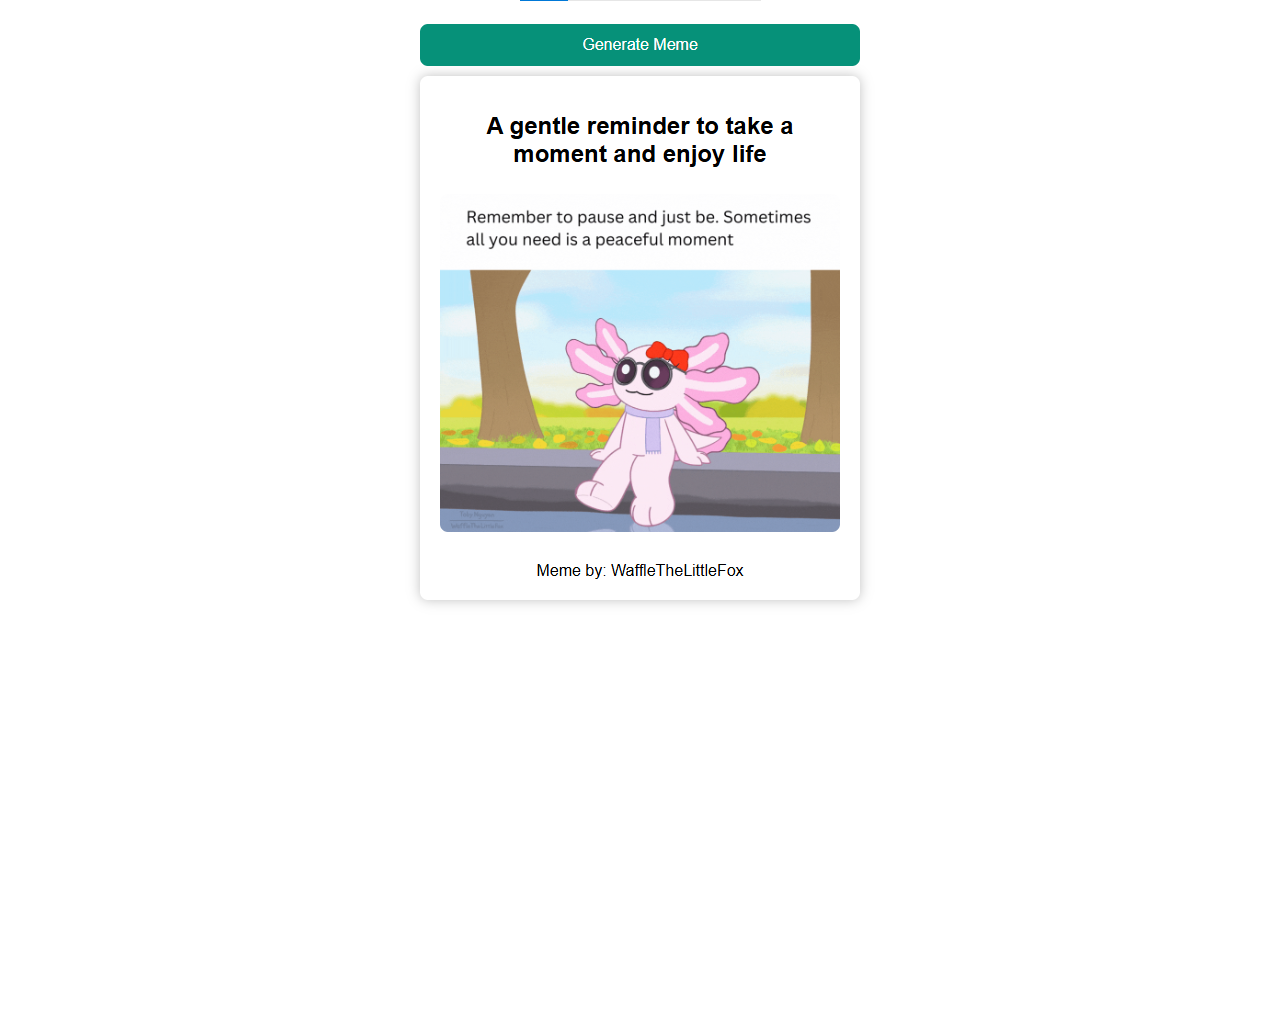 Generate Meme
A gentle reminder to take a
moment and enjoy life
Remember to pause and just be. Sometimes
all you need is a peaceful moment
Meme by: WaffleTheLittleFox